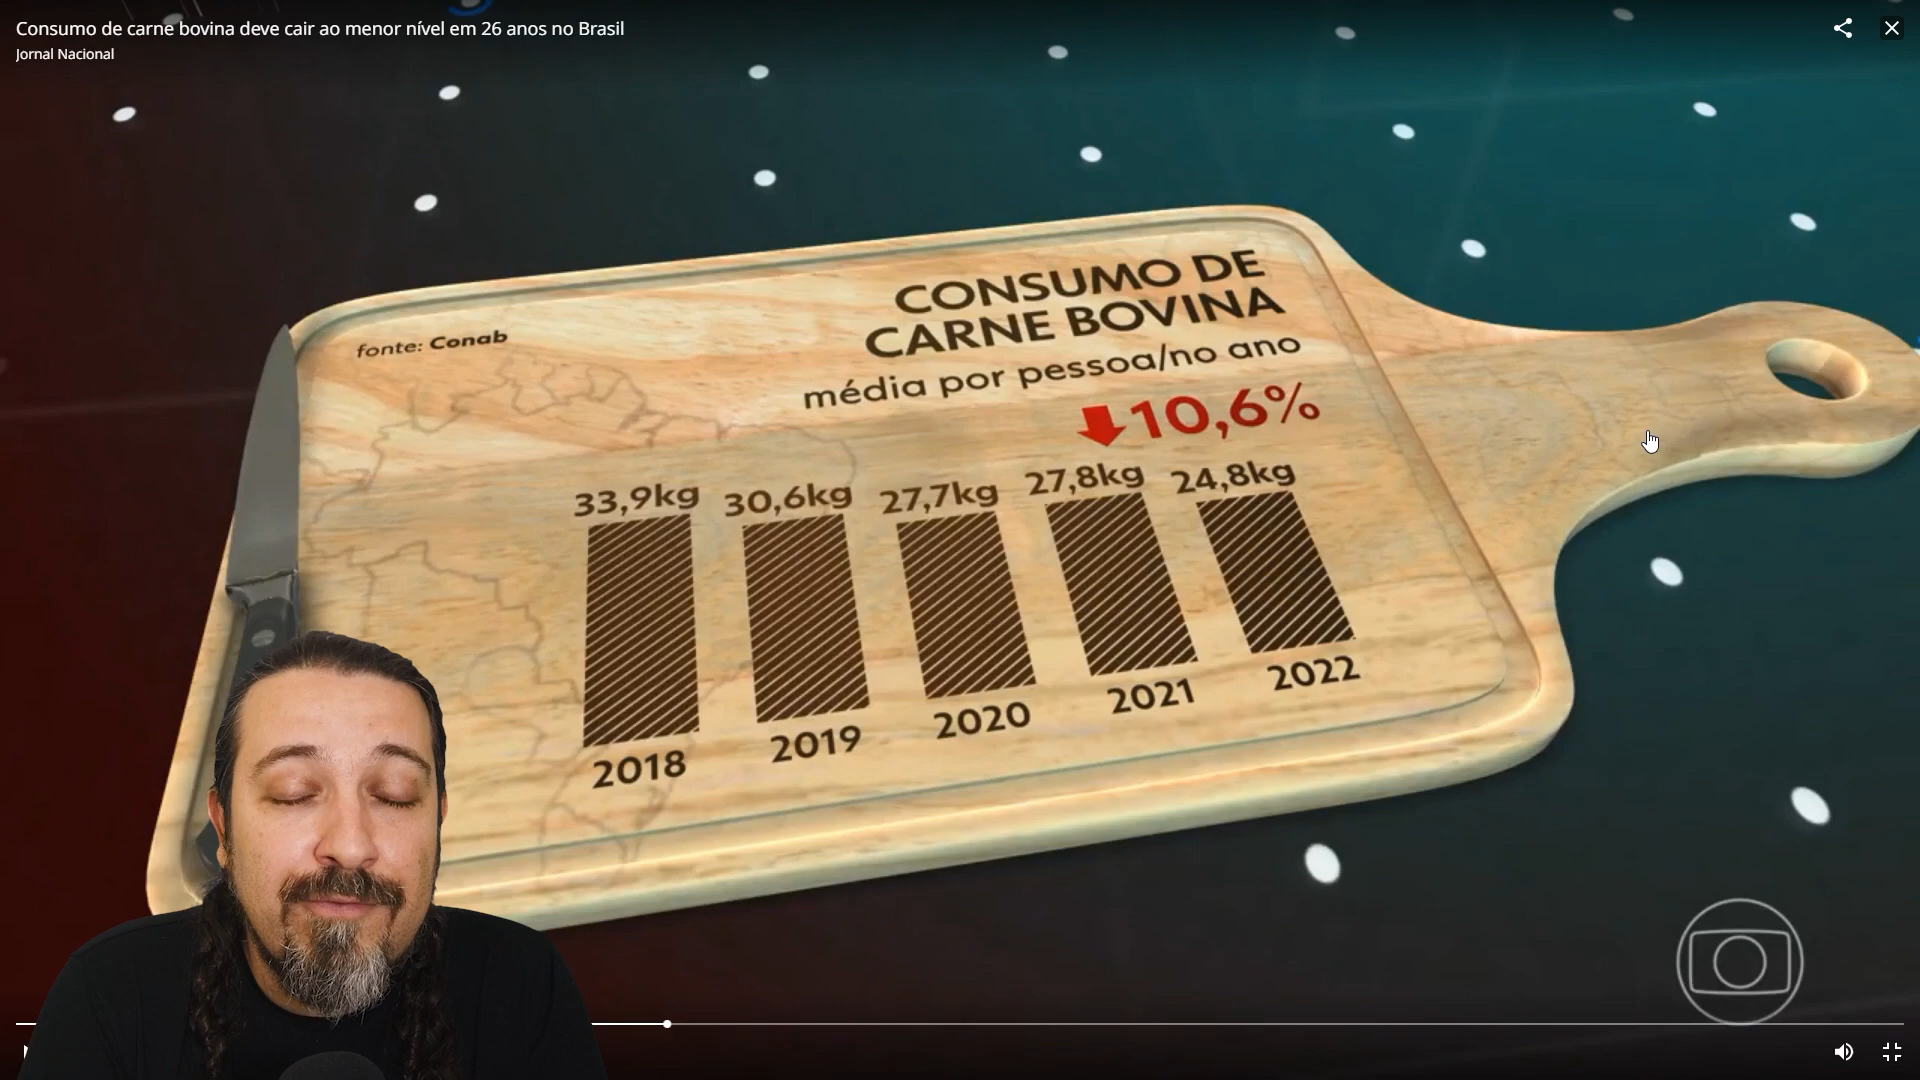 Consumo de carne bovina deve cair ao menor nível em 26 anos no Brasil
Jornal Nacional
fonte: Conab
CONSUMO DE
CARNE BOVINA
média por pessoa/no ano
10,6%
33,9kg 30,6kg 27,7kg 27,8kg 24,8kg
2018 2019 2020 2021 2022